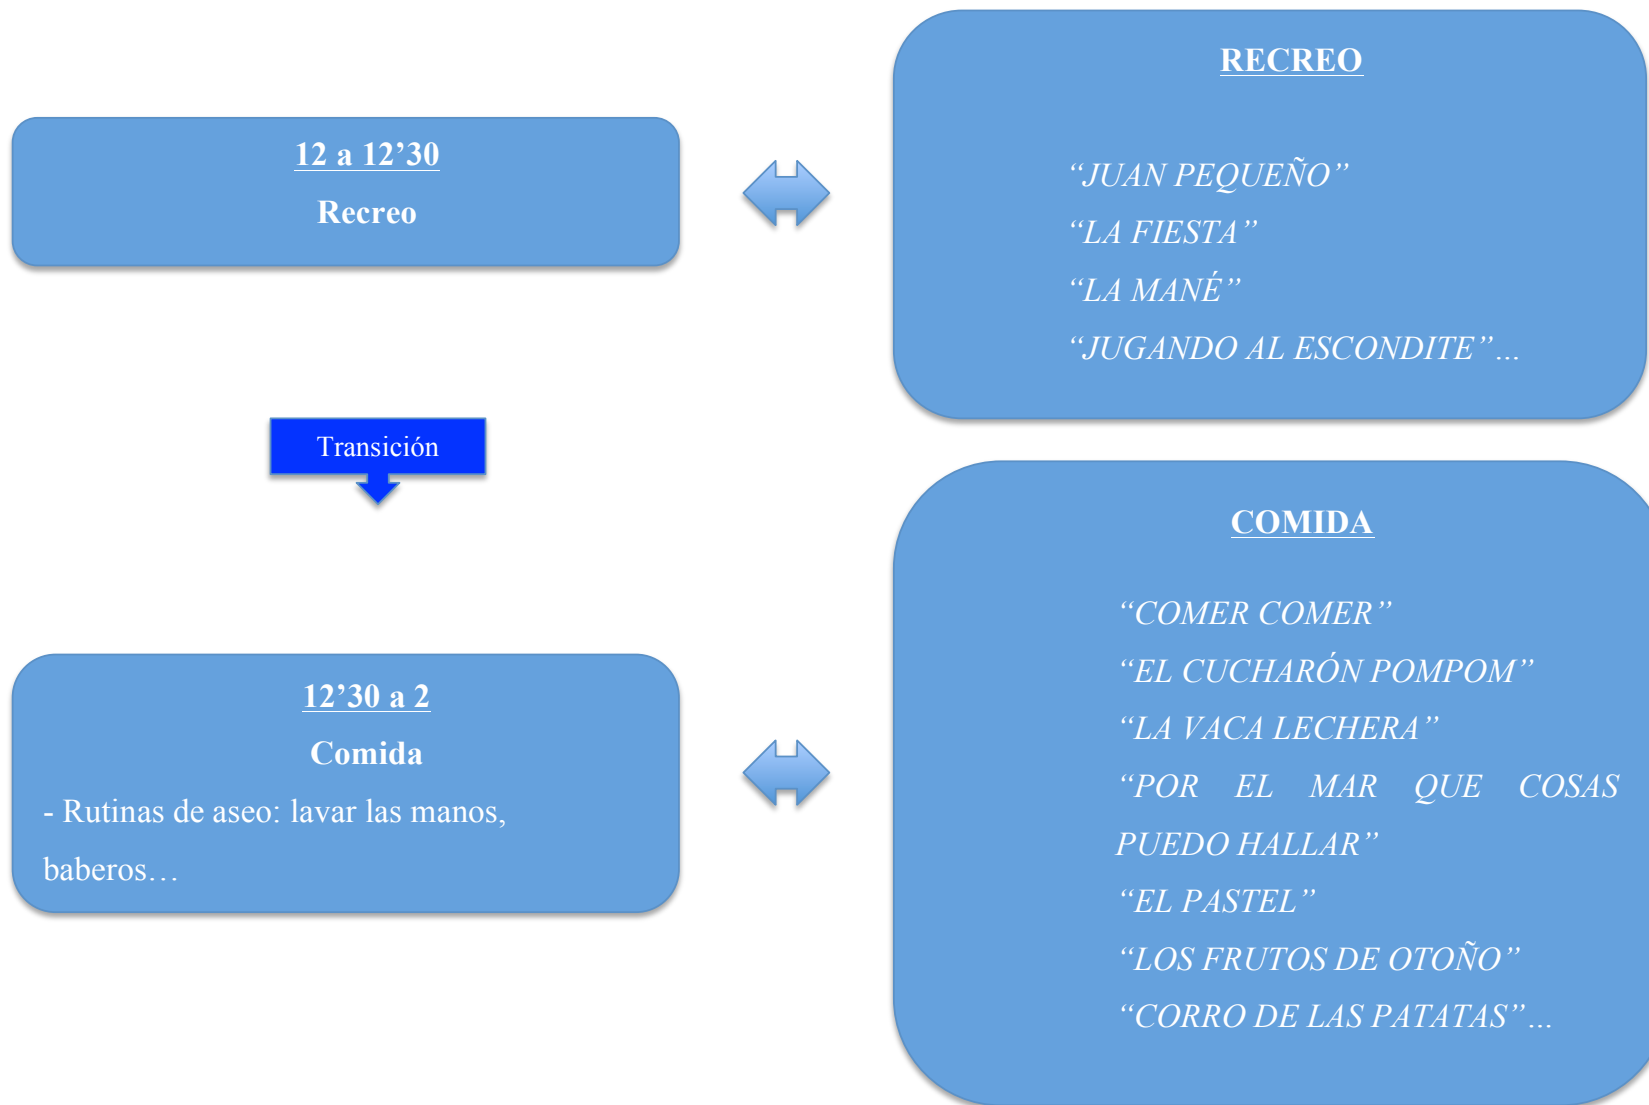 12 a 12’30
Recreo
RECREO
“JUAN PEQUEÑO”
“LA FIESTA”
“LA MANÉ”
“JUGANDO AL ESCONDITE”…
Transición
12’30 a 2
Comida
- Rutinas de aseo: lavar las manos,
baberos…
COMIDA
“COMER COMER”
“EL CUCHARÓN POMPOM”
“LA VACA LECHERA”
“POR EL MAR QUE COSAS
PUEDO HALLAR”
“EL PASTEL”
“LOS FRUTOS DE OTOÑO”
“CORRO DE LAS PATATAS”…